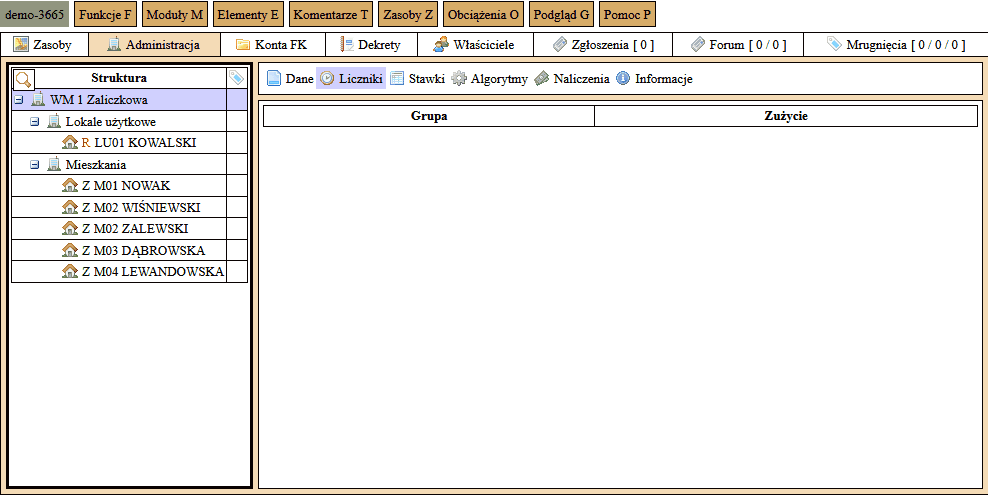 demo-3665 Funkcje F Moduły M Elementy E Komentarze T Zasoby Z Obciążenia O Podgląd G Pomoc P
Zasoby Administracja Konta FK Dekrety Właściciele Zgłoszenia [ 0 ] Forum [ 0 / 0 ] Mrugnięcia [ 0 / 0 / 0 ]
Struktura
WM 1 Zaliczkowa
Lokale użytkowe
R LU01 KOWALSKI
Mieszkania
Z M01 NOWAK
Z M02 WIŚNIEWSKI
Z M02 ZALEWSKI
Z M03 DĄBROWSKA
Z M04 LEWANDOWSKA
Dane Liczniki Stawki Algorytmy Naliczenia Informacje
Grupa Zużycie